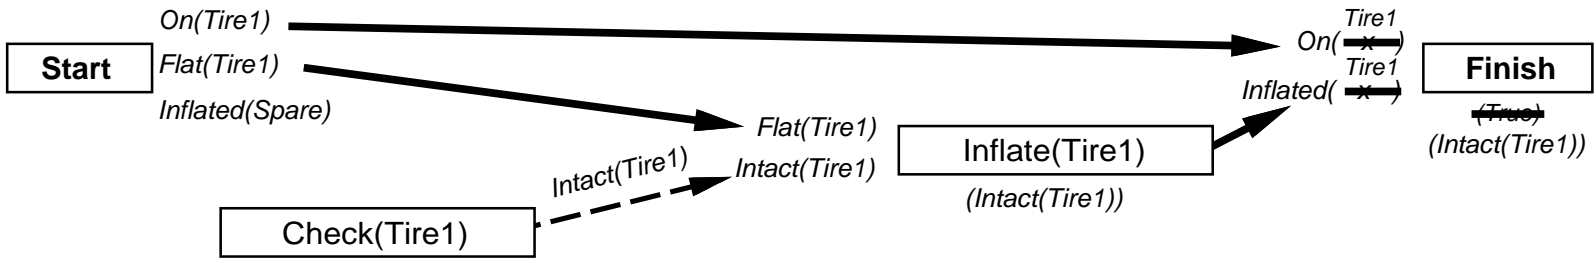 On(Tire1)
Start
Flat(Tire1)
Inflated(Spare)
Check(Tire1)
Intact(Tire1)
Flat(Tire1)
Intact(Tire1)
Inflate(Tire1)
(Intact(Tire1))
Tire1
On( x )
Tire1
Inflated( x )
Finish
(True)
(Intact(Tire1))